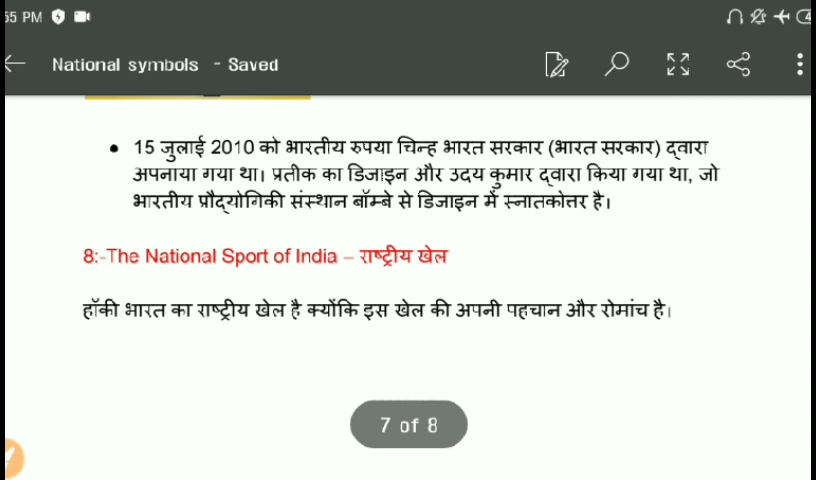 55 PM
National symbols - Saved
• 15 जुलाई 2010 को भारतीय रुपया चिन्ह भारत सरकार (भारत सरकार) द्वारा
अपनाया गया था। प्रतीक का डिजाइन और उदय कुमार द्वारा किया गया था, जो
भारतीय प्रौद्योगिकी संस्थान बॉम्बे से डिजाइन में स्नातकोत्तर है।
8:-The National Sport of India – राष्ट्रीय खेल
हॉकी भारत का राष्ट्रीय खेल है क्योंकि इस खेल की अपनी पहचान और रोमांच है।
7 of 8